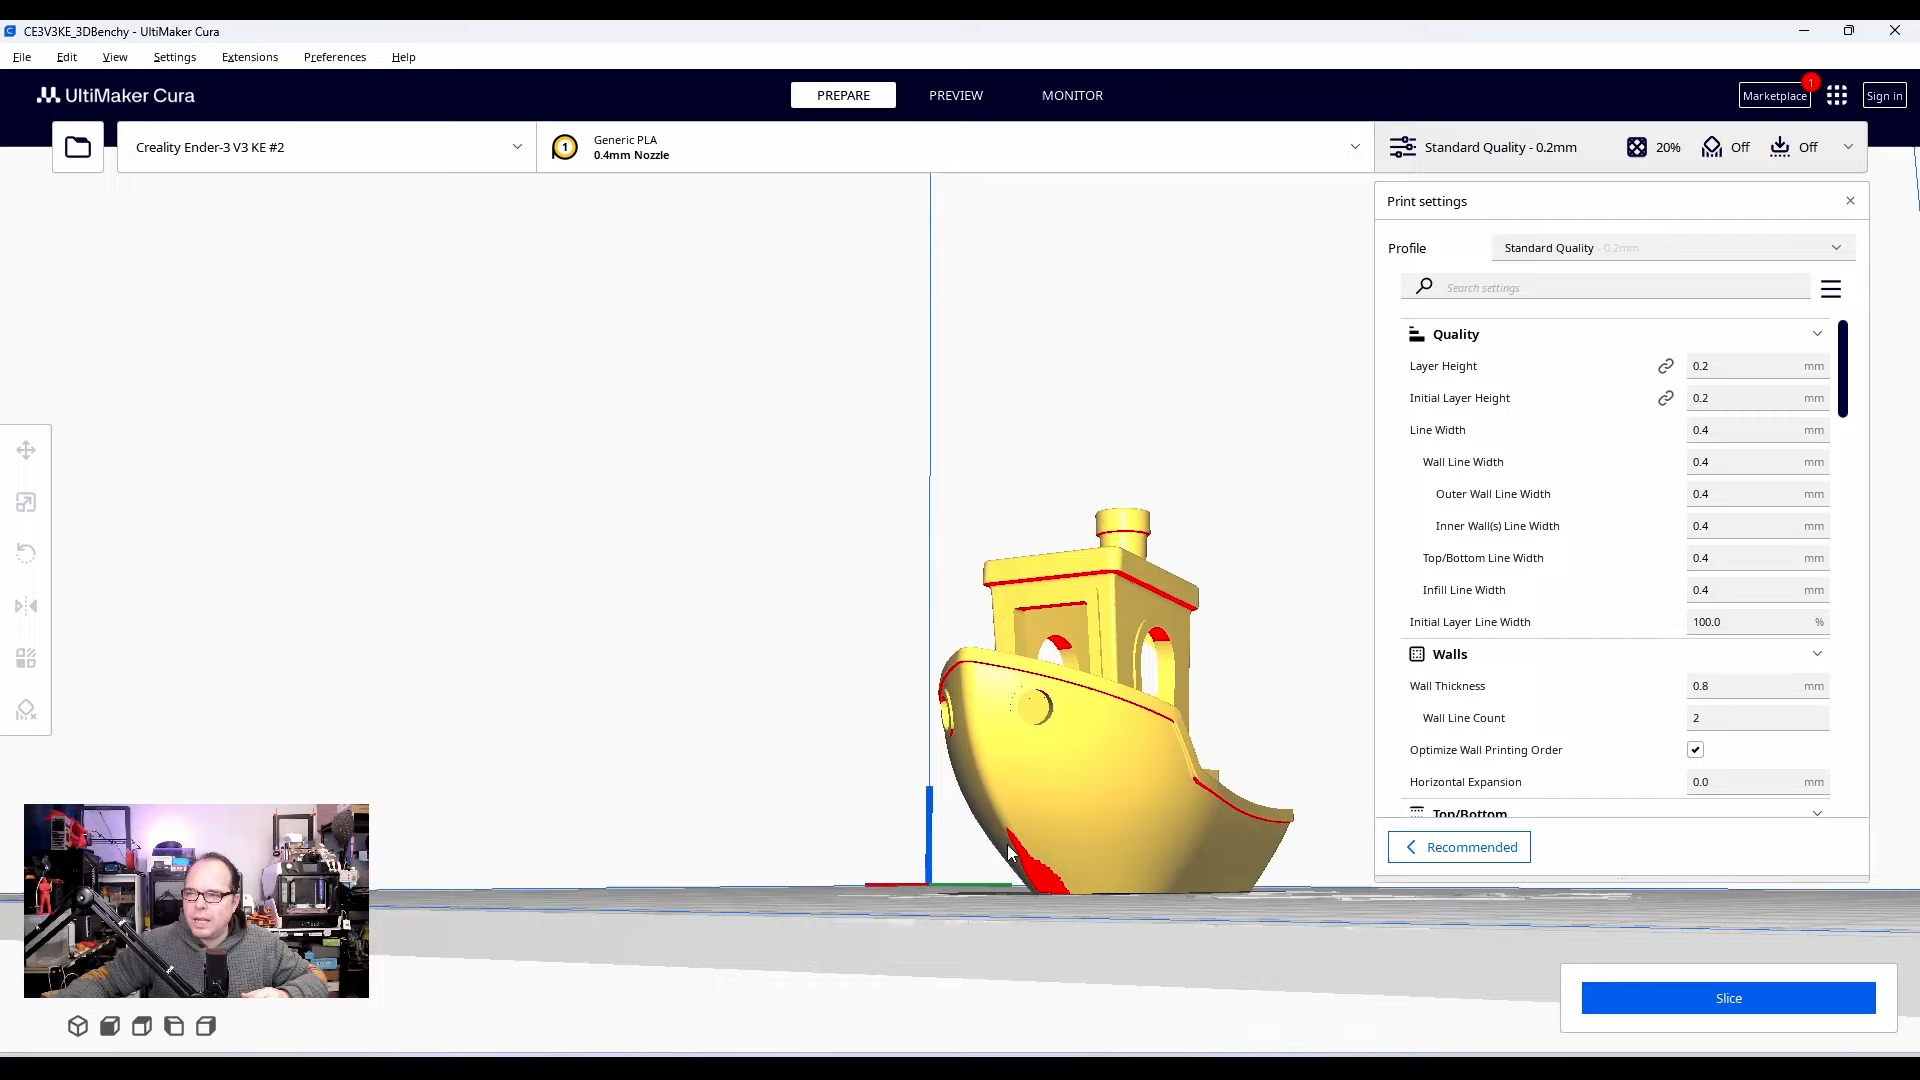 CE3V3KE_3DBenchy - UltiMaker Cura
File Edit View Settings Extensions Preferences Help
UltiMaker Cura
PREPARE PREVIEW MONITOR
Marketplace 1 Sign in
Creality Ender-3 V3 KE #2
1 Generic PLA
0.4mm Nozzle
Standard Quality - 0.2mm 20% Off Off
Print settings
Profile Standard Quality - 0.2mm
Search settings
Quality
Layer Height 0.2 mm
Initial Layer Height 0.2 mm
Line Width 0.4 mm
Wall Line Width 0.4 mm
Outer Wall Line Width 0.4 mm
Inner Wall(s) Line Width 0.4 mm
Top/Bottom Line Width 0.4 mm
Infill Line Width 0.4 mm
Initial Layer Line Width 100.0 %
Walls
Wall Thickness 0.8 mm
Wall Line Count 2
Optimize Wall Printing Order
Horizontal Expansion 0.0 mm
Top/Bottom
Recommended
Slice